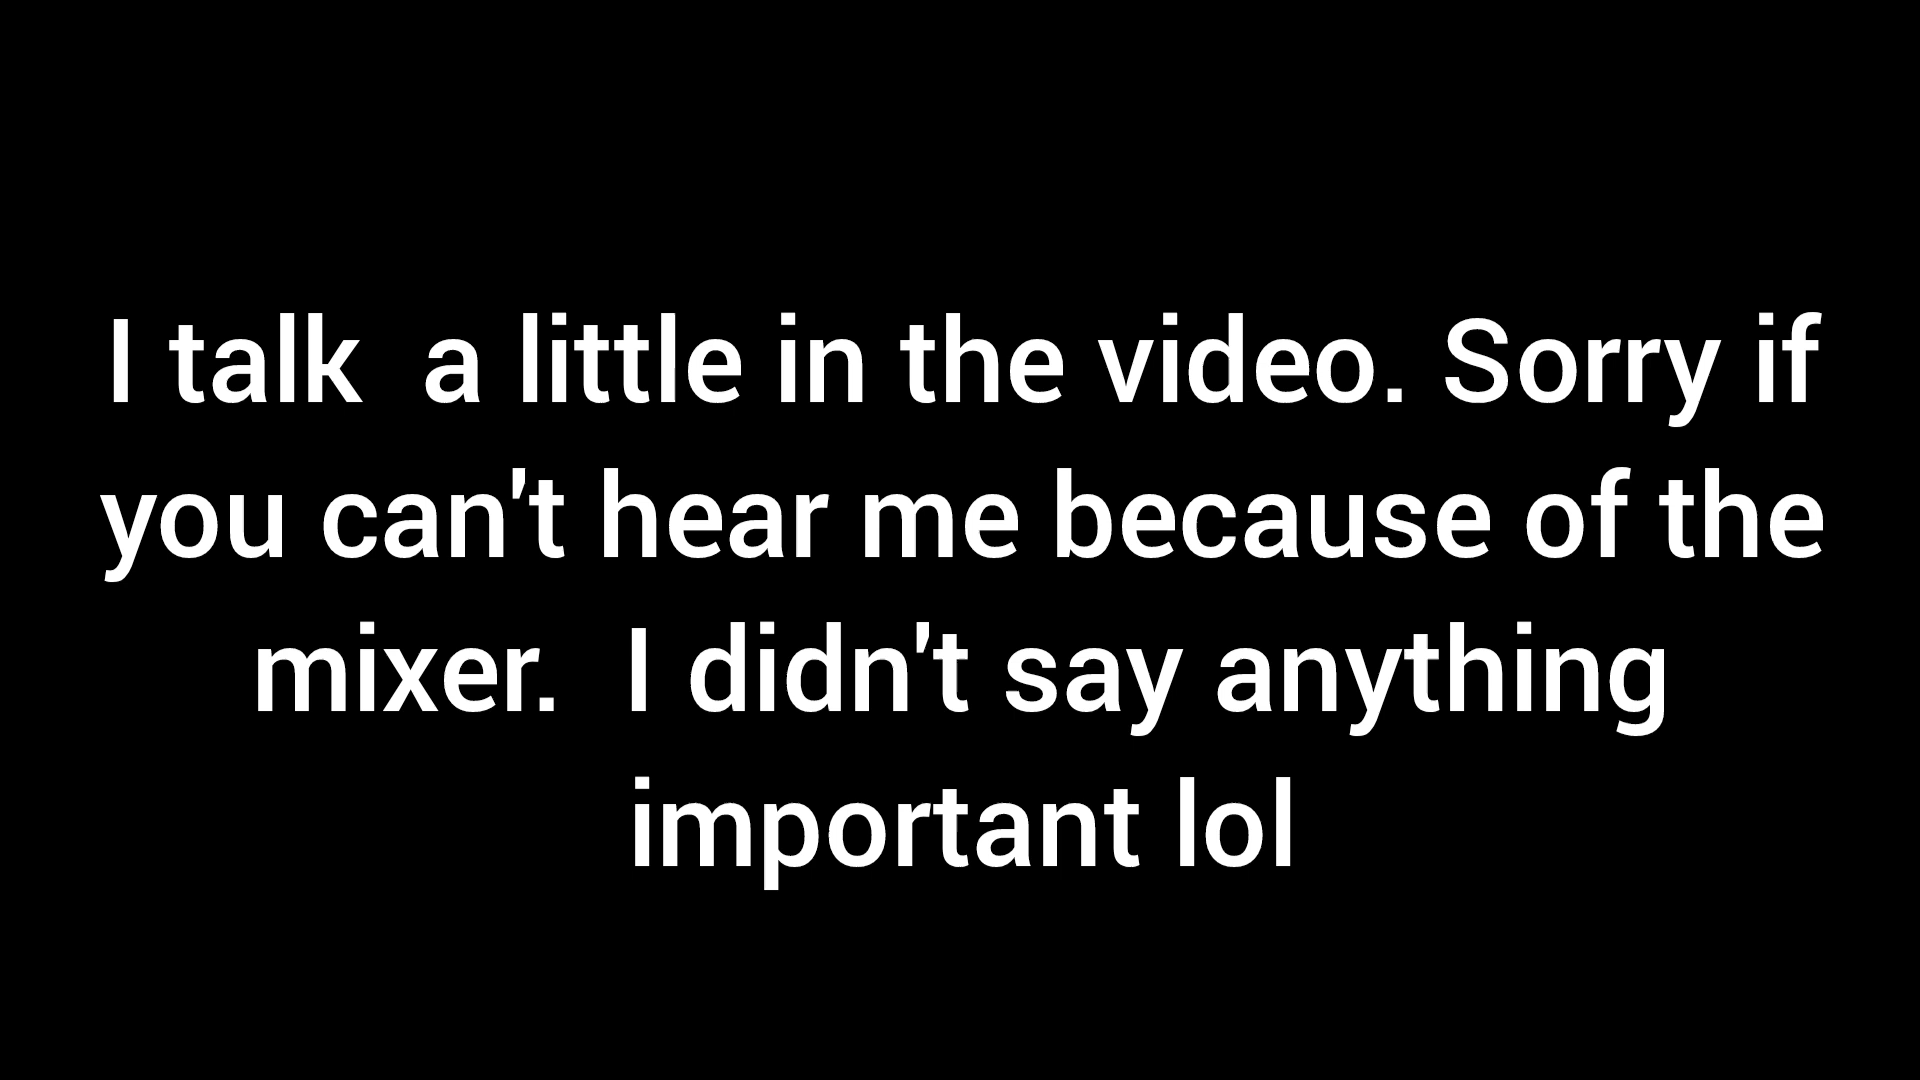 I talk  a little in the video. Sorry if
you can't hear me because of the
mixer.  I didn't say anything
important lol